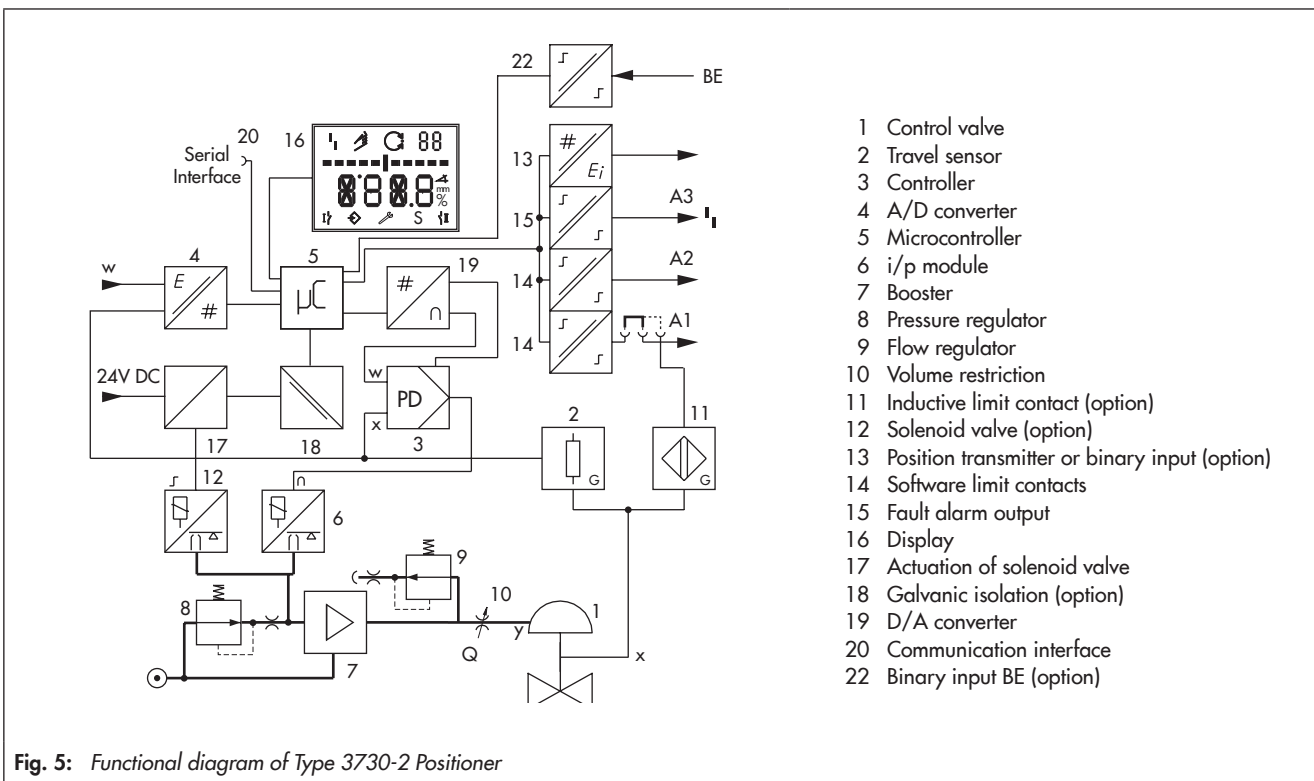 22
BE
20
16
88
Serial
Interface
mm
%
S
13
#
Ei
A3
15
14
A2
14
A1
w
4
E
#
5
µC
19
#
∩
24V DC
17
18
w
PD
x
3
2
G
11
G
12
∩
6
9
8
7
10
Q
y
1
x
1 Control valve
2 Travel sensor
3 Controller
4 A/D converter
5 Microcontroller
6 i/p module
7 Booster
8 Pressure regulator
9 Flow regulator
10 Volume restriction
11 Inductive limit contact (option)
12 Solenoid valve (option)
13 Position transmitter or binary input (option)
14 Software limit contacts
15 Fault alarm output
16 Display
17 Actuation of solenoid valve
18 Galvanic isolation (option)
19 D/A converter
20 Communication interface
22 Binary input BE (option)
Fig. 5: Functional diagram of Type 3730-2 Positioner